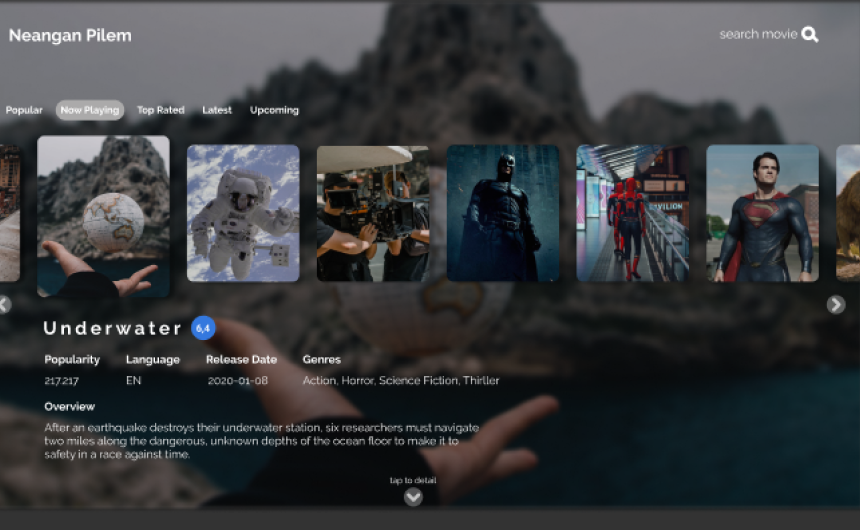 Neangan Pilem
search movie
Popular Now Playing Top Rated Latest Upcoming
PAVILION
Underwater 6,4
Popularity Language Release Date Genres
217.217 EN 2020-01-08 Action, Horror, Science Fiction, Thirller
Overview
After an earthquake destroys their underwater station, six researchers must navigate
two miles along the dangerous, unknown depths of the ocean floor to make it to
safety in a race against time.
tap to detail